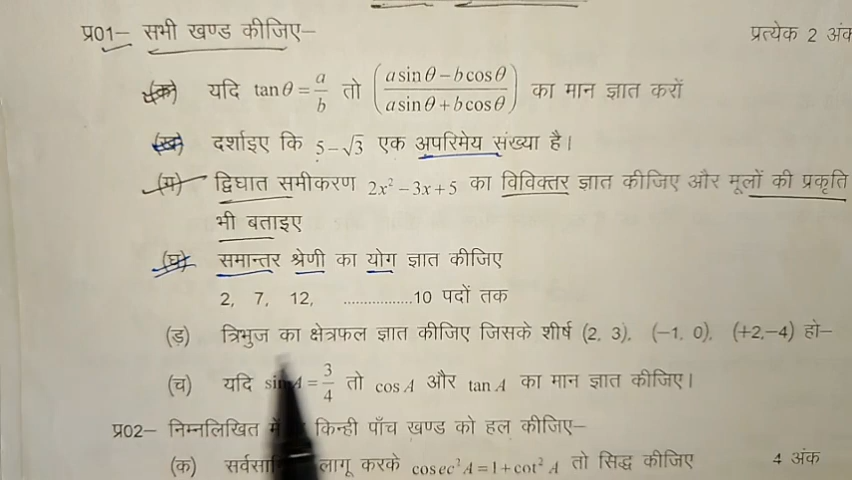 प्र01– सभी खण्ड कीजिए–    प्रत्येक 2 अंक
(क) यदि tanθ = a/b तो ((a sinθ − b cosθ)/(a sinθ + b cosθ)) का मान ज्ञात करों
(ख) दर्शाइए कि 5−√3 एक अपरिमेय संख्या है।
(ग) द्विघात समीकरण 2x² − 3x + 5 का विविक्तर ज्ञात कीजिए और मूलों की प्रकृति
भी बताइए
(घ) समान्तर श्रेणी का योग ज्ञात कीजिए
2, 7, 12, .................10 पदों तक
(ड़) त्रिभुज का क्षेत्रफल ज्ञात कीजिए जिसके शीर्ष (2, 3), (−1, 0), (+2,−4) हो–
(च) यदि sin A = 3/4 तो cos A और tan A का मान ज्ञात कीजिए।
प्र02– निम्नलिखित किन्ही पाँच खण्ड को हल कीजिए–
(क) लागू करके cosec² A = 1 + cot² A तो सिद्ध कीजिए    4 अंक